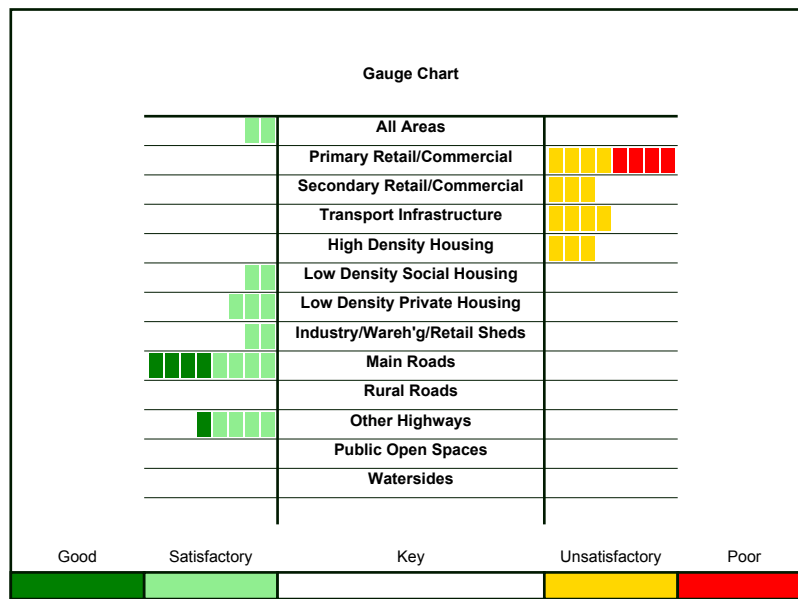 Gauge Chart
All Areas
Primary Retail/Commercial
Secondary Retail/Commercial
Transport Infrastructure
High Density Housing
Low Density Social Housing
Low Density Private Housing
Industry/Wareh'g/Retail Sheds
Main Roads
Rural Roads
Other Highways
Public Open Spaces
Watersides
Good Satisfactory Key Unsatisfactory Poor